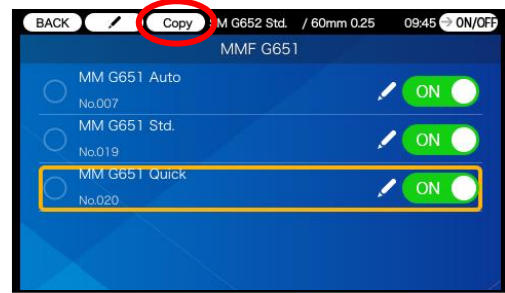 BACK Copy M G652 Std. / 60mm 0.25 09:45 ON/OFF
MMF G651
MM G651 Auto
No.007
ON
MM G651 Std.
No.019
ON
MM G651 Quick
No.020
ON